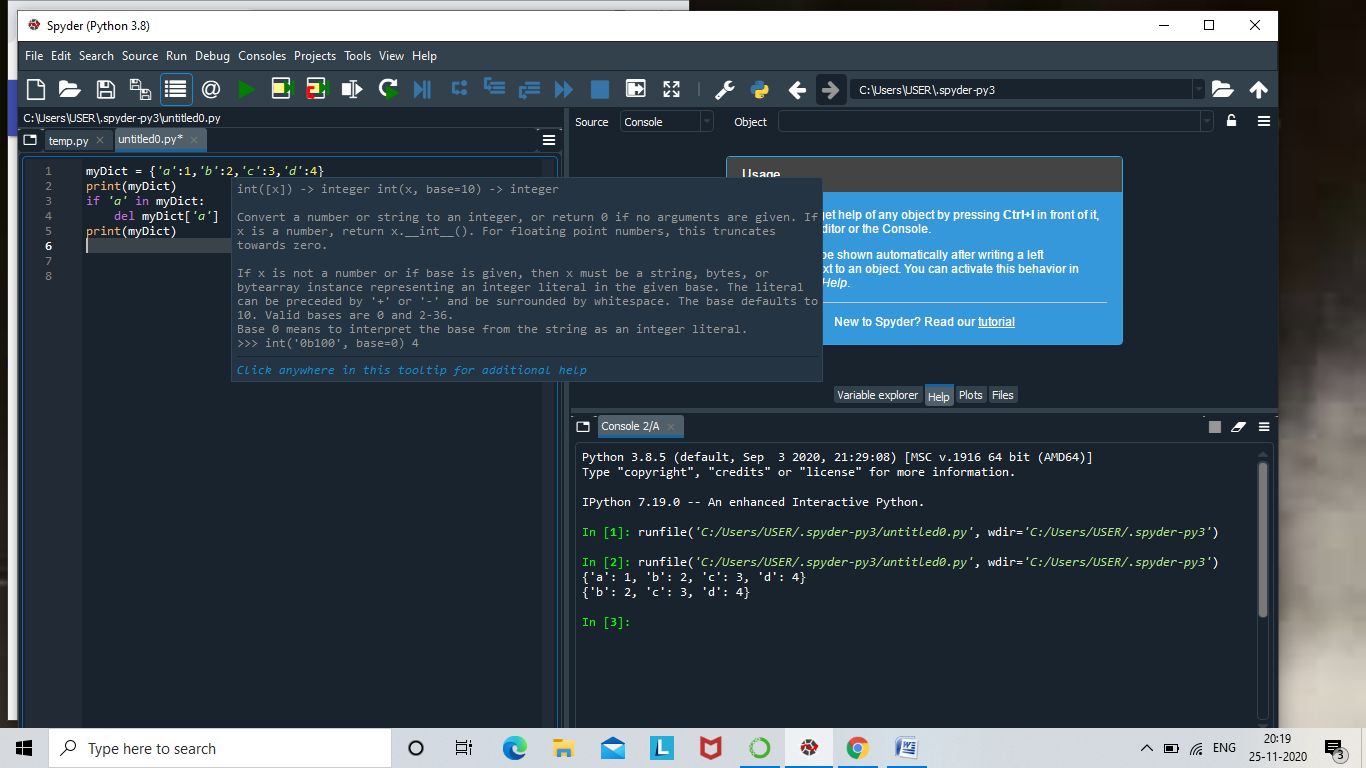 Spyder (Python 3.8)
File Edit Search Source Run Debug Consoles Projects Tools View Help
C:\Users\USER\.spyder-py3
C:\Users\USER\.spyder-py3\untitled0.py
temp.py
untitled0.py*
1 myDict = {'a':1,'b':2,'c':3,'d':4}
2 print(myDict)
3 if 'a' in myDict:
4     del myDict['a']
5 print(myDict)
6
7
8
int([x]) -> integer int(x, base=10) -> integer
Convert a number or string to an integer, or return 0 if no arguments are given. If
x is a number, return x.__int__(). For floating point numbers, this truncates
towards zero.
If x is not a number or if base is given, then x must be a string, bytes, or
bytearray instance representing an integer literal in the given base. The literal
can be preceded by '+' or '-' and be surrounded by whitespace. The base defaults to
10. Valid bases are 0 and 2-36.
Base 0 means to interpret the base from the string as an integer literal.
>>> int('0b100', base=0) 4
Click anywhere in this tooltip for additional help
Source Console Object
Usage
get help of any object by pressing Ctrl+I in front of it,
ditor or the Console.
be shown automatically after writing a left
xt to an object. You can activate this behavior in
Help.
New to Spyder? Read our tutorial
Variable explorer Help Plots Files
Console 2/A
Python 3.8.5 (default, Sep  3 2020, 21:29:08) [MSC v.1916 64 bit (AMD64)]
Type "copyright", "credits" or "license" for more information.
IPython 7.19.0 -- An enhanced Interactive Python.
In [1]: runfile('C:/Users/USER/.spyder-py3/untitled0.py', wdir='C:/Users/USER/.spyder-py3')
In [2]: runfile('C:/Users/USER/.spyder-py3/untitled0.py', wdir='C:/Users/USER/.spyder-py3')
{'a': 1, 'b': 2, 'c': 3, 'd': 4}
{'b': 2, 'c': 3, 'd': 4}
In [3]:
Type here to search
L
W
ENG
20:19
25-11-2020
3